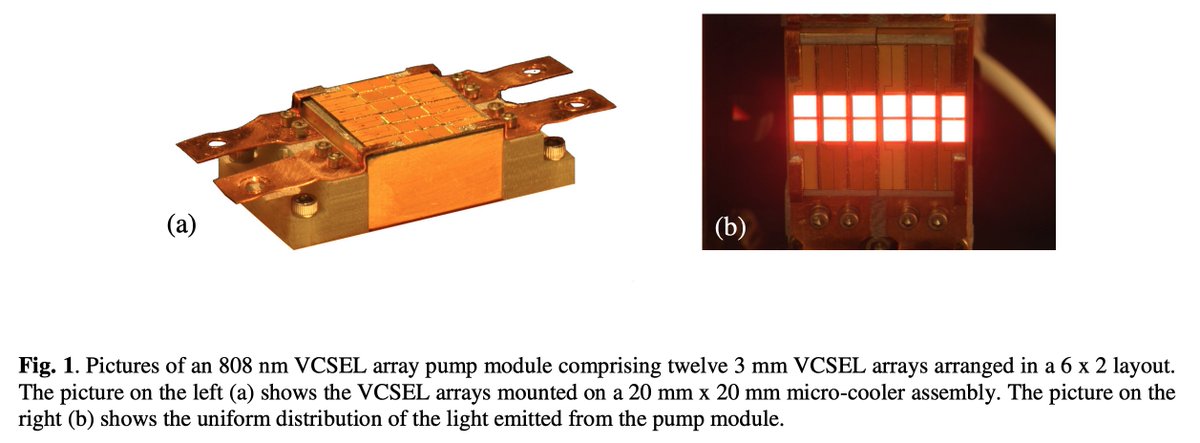 (a)
(b)
Fig. 1. Pictures of an 808 nm VCSEL array pump module comprising twelve 3 mm VCSEL arrays arranged in a 6 x 2 layout.
The picture on the left (a) shows the VCSEL arrays mounted on a 20 mm x 20 mm micro-cooler assembly. The picture on the
right (b) shows the uniform distribution of the light emitted from the pump module.